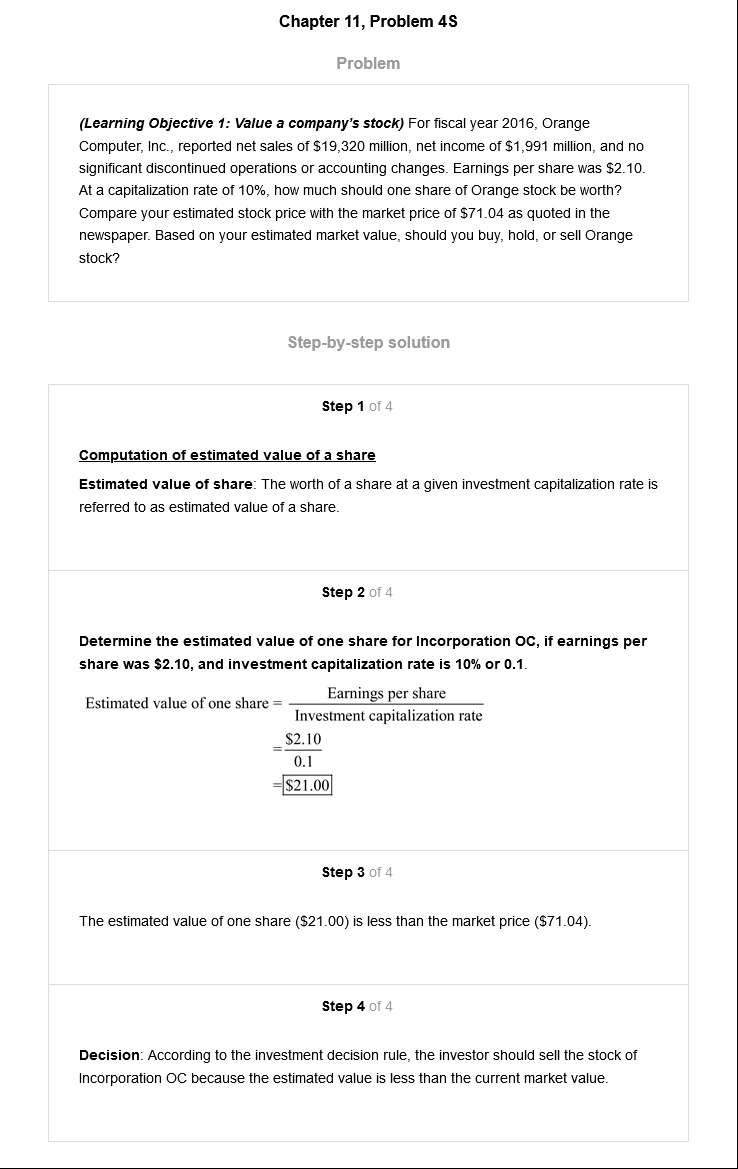 Chapter 11, Problem 4S
Problem
(Learning Objective 1: Value a company's stock) For fiscal year 2016, Orange
Computer, Inc., reported net sales of $19,320 million, net income of $1,991 million, and no
significant discontinued operations or accounting changes. Earnings per share was $2.10.
At a capitalization rate of 10%, how much should one share of Orange stock be worth?
Compare your estimated stock price with the market price of $71.04 as quoted in the
newspaper. Based on your estimated market value, should you buy, hold, or sell Orange
stock?
Step-by-step solution
Step 1 of 4
Computation of estimated value of a share
Estimated value of share: The worth of a share at a given investment capitalization rate is
referred to as estimated value of a share.
Step 2 of 4
Determine the estimated value of one share for Incorporation OC, if earnings per
share was $2.10, and investment capitalization rate is 10% or 0.1.
Estimated value of one share = Earnings per share
Investment capitalization rate
= $2.10
0.1
= $21.00
Step 3 of 4
The estimated value of one share ($21.00) is less than the market price ($71.04).
Step 4 of 4
Decision: According to the investment decision rule, the investor should sell the stock of
Incorporation OC because the estimated value is less than the current market value.